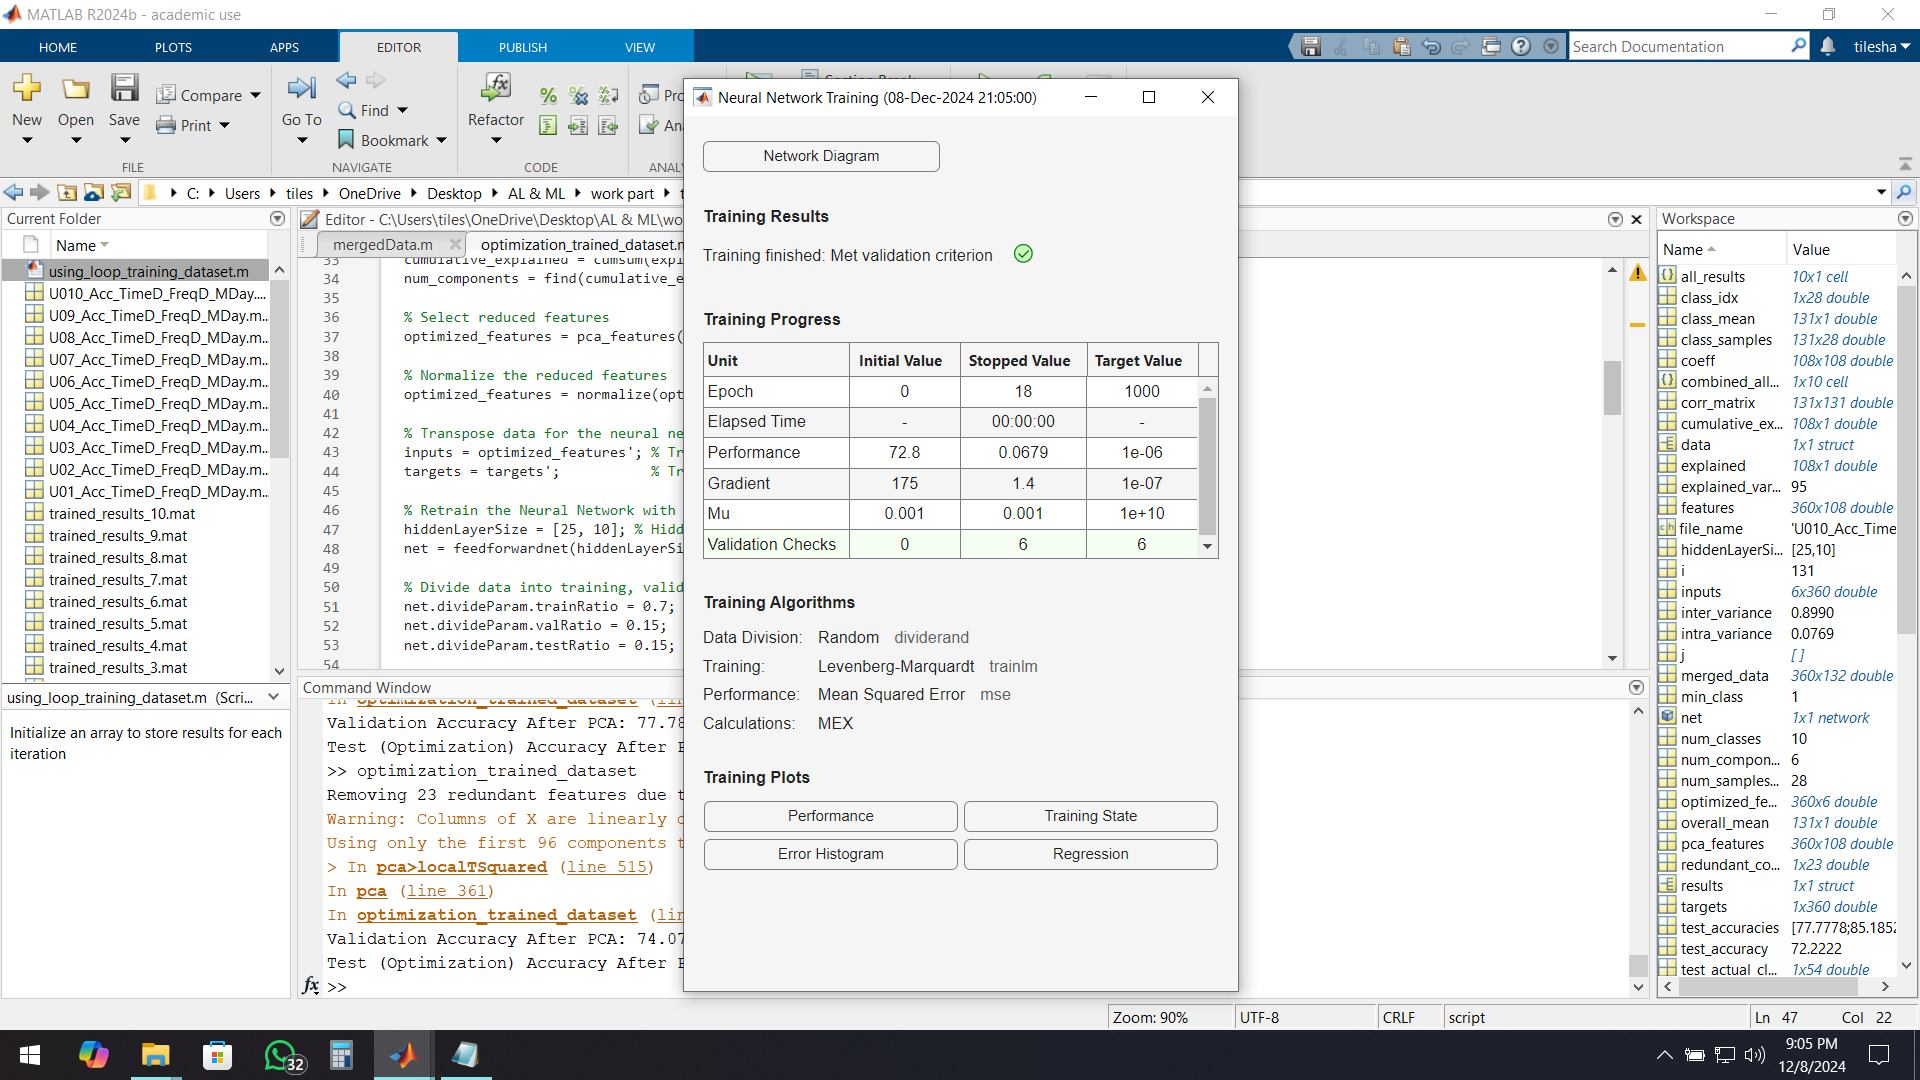 MATLAB R2024b - academic use
HOME PLOTS APPS EDITOR PUBLISH VIEW
Search Documentation
tilesha
New
Open
Save
Compare
Print
FILE
Go To
Find
Bookmark
NAVIGATE
Refactor
CODE
C: Users tiles OneDrive Desktop AL & ML work part
Current Folder
Name
using_loop_training_dataset.m
U010_Acc_TimeD_FreqD_MDay....
U09_Acc_TimeD_FreqD_MDay.m...
U08_Acc_TimeD_FreqD_MDay.m...
U07_Acc_TimeD_FreqD_MDay.m...
U06_Acc_TimeD_FreqD_MDay.m...
U05_Acc_TimeD_FreqD_MDay.m...
U04_Acc_TimeD_FreqD_MDay.m...
U03_Acc_TimeD_FreqD_MDay.m...
U02_Acc_TimeD_FreqD_MDay.m...
U01_Acc_TimeD_FreqD_MDay.m...
trained_results_10.mat
trained_results_9.mat
trained_results_8.mat
trained_results_7.mat
trained_results_6.mat
trained_results_5.mat
trained_results_4.mat
trained_results_3.mat
using_loop_training_dataset.m (Scri...
Initialize an array to store results for each
iteration
Editor - C:\Users\tiles\OneDrive\Desktop\AL & ML\wo
mergedData.m optimization_trained_dataset.m
33 cumulative_explained = cumsum(expl
34 num_components = find(cumulative_e
35
36 % Select reduced features
37 optimized_features = pca_features(
38
39 % Normalize the reduced features
40 optimized_features = normalize(opt
41
42 % Transpose data for the neural ne
43 inputs = optimized_features'; % Tr
44 targets = targets'; % Tr
45
46 % Retrain the Neural Network with
47 hiddenLayerSize = [25, 10]; % Hidd
48 net = feedforwardnet(hiddenLayerSi
49
50 % Divide data into training, valid
51 net.divideParam.trainRatio = 0.7;
52 net.divideParam.valRatio = 0.15;
53 net.divideParam.testRatio = 0.15;
54
Command Window
In optimization_trained_dataset (lin
Validation Accuracy After PCA: 77.78
Test (Optimization) Accuracy After P
>> optimization_trained_dataset
Removing 23 redundant features due t
Warning: Columns of X are linearly d
Using only the first 96 components t
> In pca>localTSquared (line 515)
In pca (line 361)
In optimization_trained_dataset (lin
Validation Accuracy After PCA: 74.07
Test (Optimization) Accuracy After P
fx >>
Neural Network Training (08-Dec-2024 21:05:00)
Network Diagram
Training Results
Training finished: Met validation criterion
Training Progress
Unit Initial Value Stopped Value Target Value
Epoch 0 18 1000
Elapsed Time - 00:00:00 -
Performance 72.8 0.0679 1e-06
Gradient 175 1.4 1e-07
Mu 0.001 0.001 1e+10
Validation Checks 0 6 6
Training Algorithms
Data Division: Random dividerand
Training: Levenberg-Marquardt trainlm
Performance: Mean Squared Error mse
Calculations: MEX
Training Plots
Performance Training State
Error Histogram Regression
Workspace
Name Value
all_results 10x1 cell
class_idx 1x28 double
class_mean 131x1 double
class_samples 131x28 double
coeff 108x108 double
combined_all... 1x10 cell
corr_matrix 131x131 double
cumulative_ex... 108x1 double
data 1x1 struct
explained 108x1 double
explained_var... 95
features 360x108 double
file_name 'U010_Acc_Time
hiddenLayerSi... [25,10]
i 131
inputs 6x360 double
inter_variance 0.8990
intra_variance 0.0769
j [ ]
merged_data 360x132 double
min_class 1
net 1x1 network
num_classes 10
num_compon... 6
num_samples... 28
optimized_fe... 360x6 double
overall_mean 131x1 double
pca_features 360x108 double
redundant_co... 1x23 double
results 1x1 struct
targets 1x360 double
test_accuracies [77.7778;85.1852
test_accuracy 72.2222
test_actual_cl... 1x54 double
Zoom: 90% UTF-8 CRLF script Ln 47 Col 22
32
9:05 PM
12/8/2024